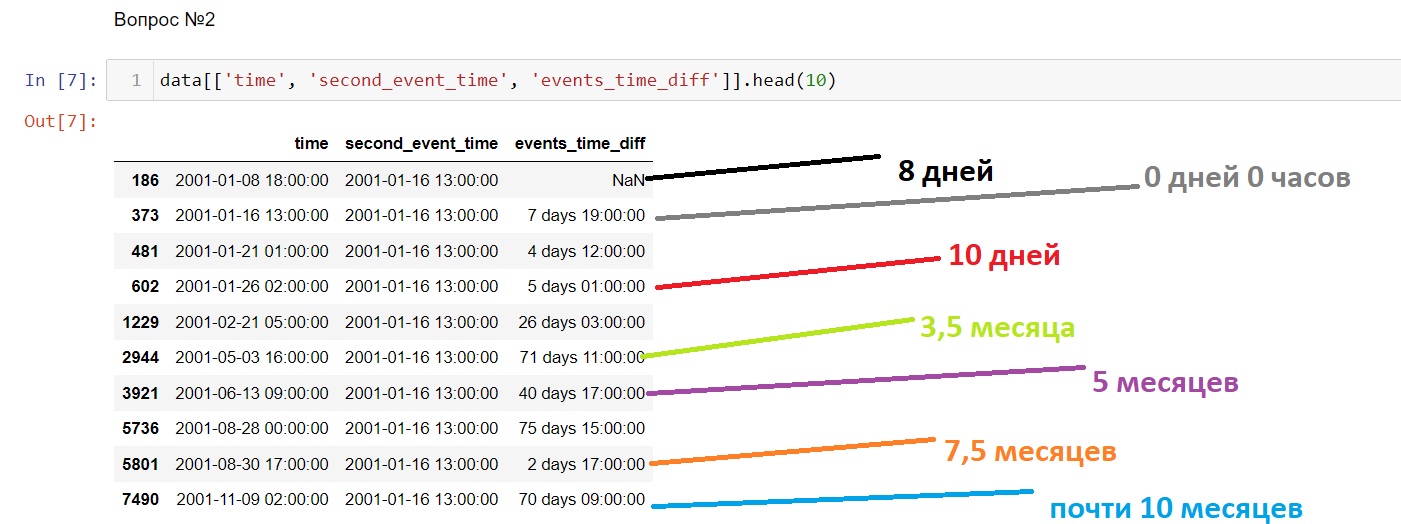 Вопрос №2
In [7]: 1 data[['time', 'second_event_time', 'events_time_diff']].head(10)
Out[7]:
time second_event_time events_time_diff
186 2001-01-08 18:00:00 2001-01-16 13:00:00 NaN 8 дней
373 2001-01-16 13:00:00 2001-01-16 13:00:00 7 days 19:00:00 0 дней 0 часов
481 2001-01-21 01:00:00 2001-01-16 13:00:00 4 days 12:00:00
602 2001-01-26 02:00:00 2001-01-16 13:00:00 5 days 01:00:00 10 дней
1229 2001-02-21 05:00:00 2001-01-16 13:00:00 26 days 03:00:00
2944 2001-05-03 16:00:00 2001-01-16 13:00:00 71 days 11:00:00 3,5 месяца
3921 2001-06-13 09:00:00 2001-01-16 13:00:00 40 days 17:00:00 5 месяцев
5736 2001-08-28 00:00:00 2001-01-16 13:00:00 75 days 15:00:00
5801 2001-08-30 17:00:00 2001-01-16 13:00:00 2 days 17:00:00 7,5 месяцев
7490 2001-11-09 02:00:00 2001-01-16 13:00:00 70 days 09:00:00 почти 10 месяцев